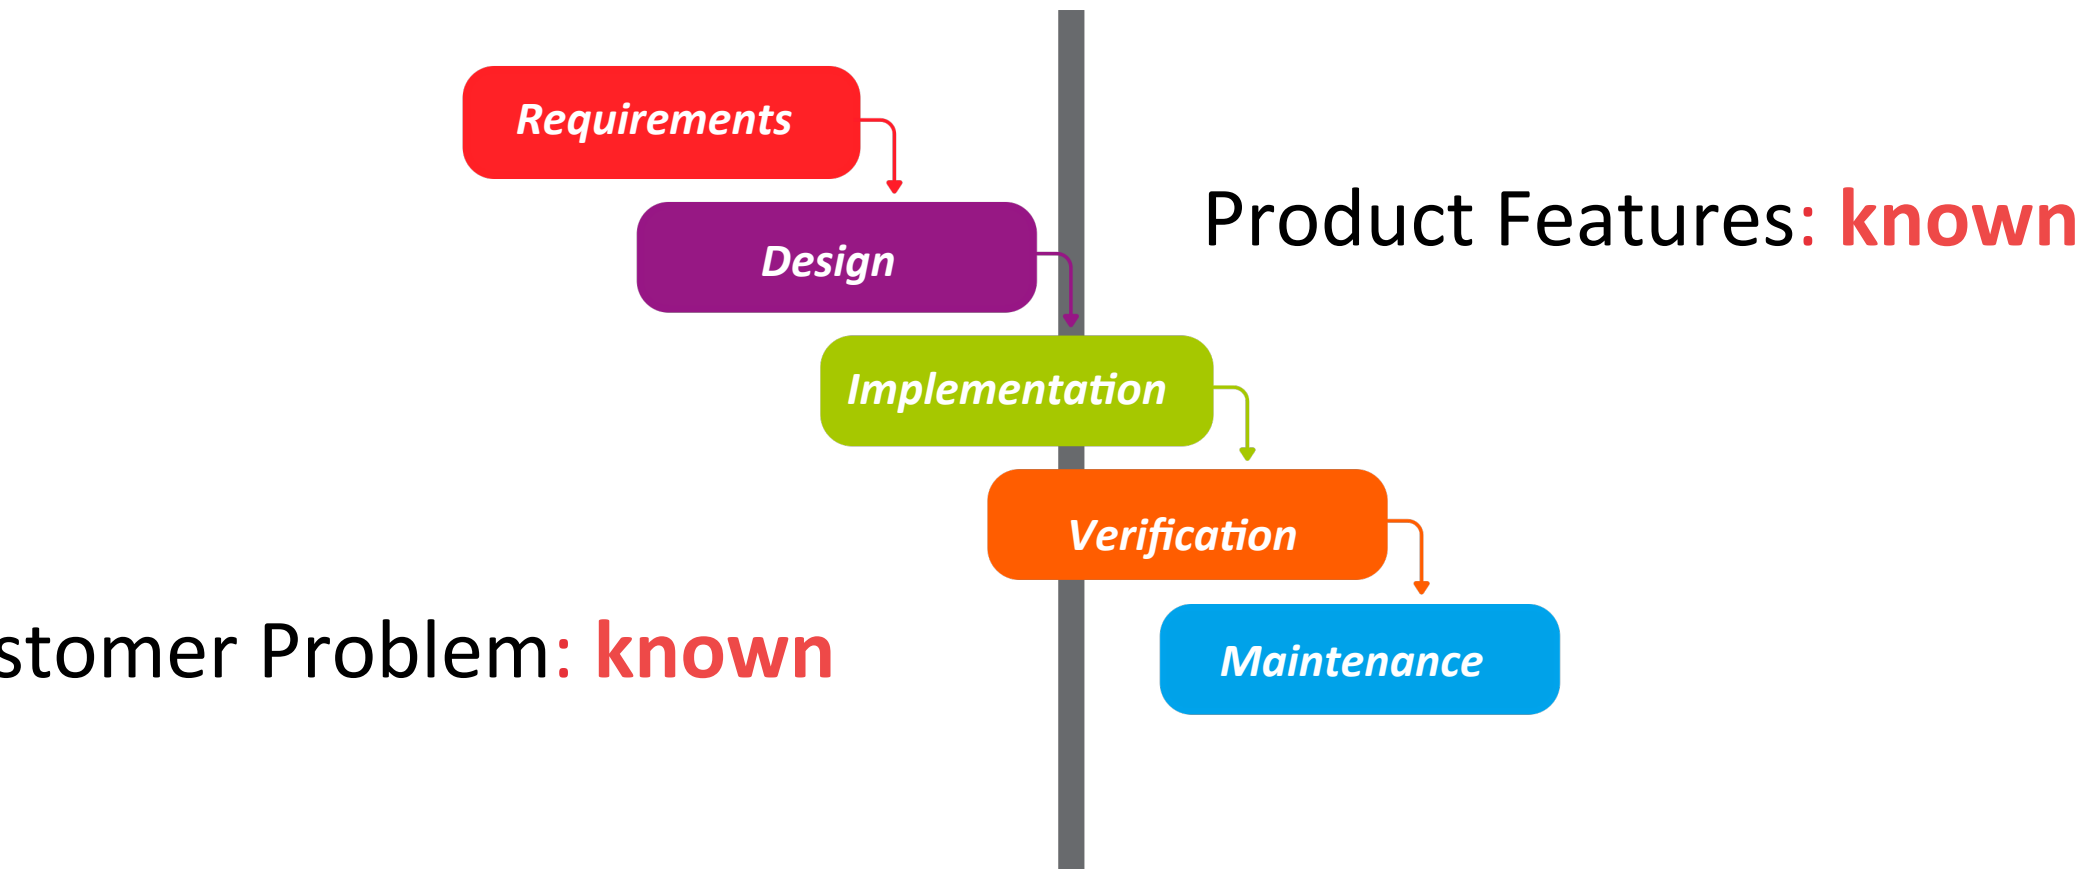 Requirements
Design
Product Features: known
Implementation
Verification
stomer Problem: known
Maintenance